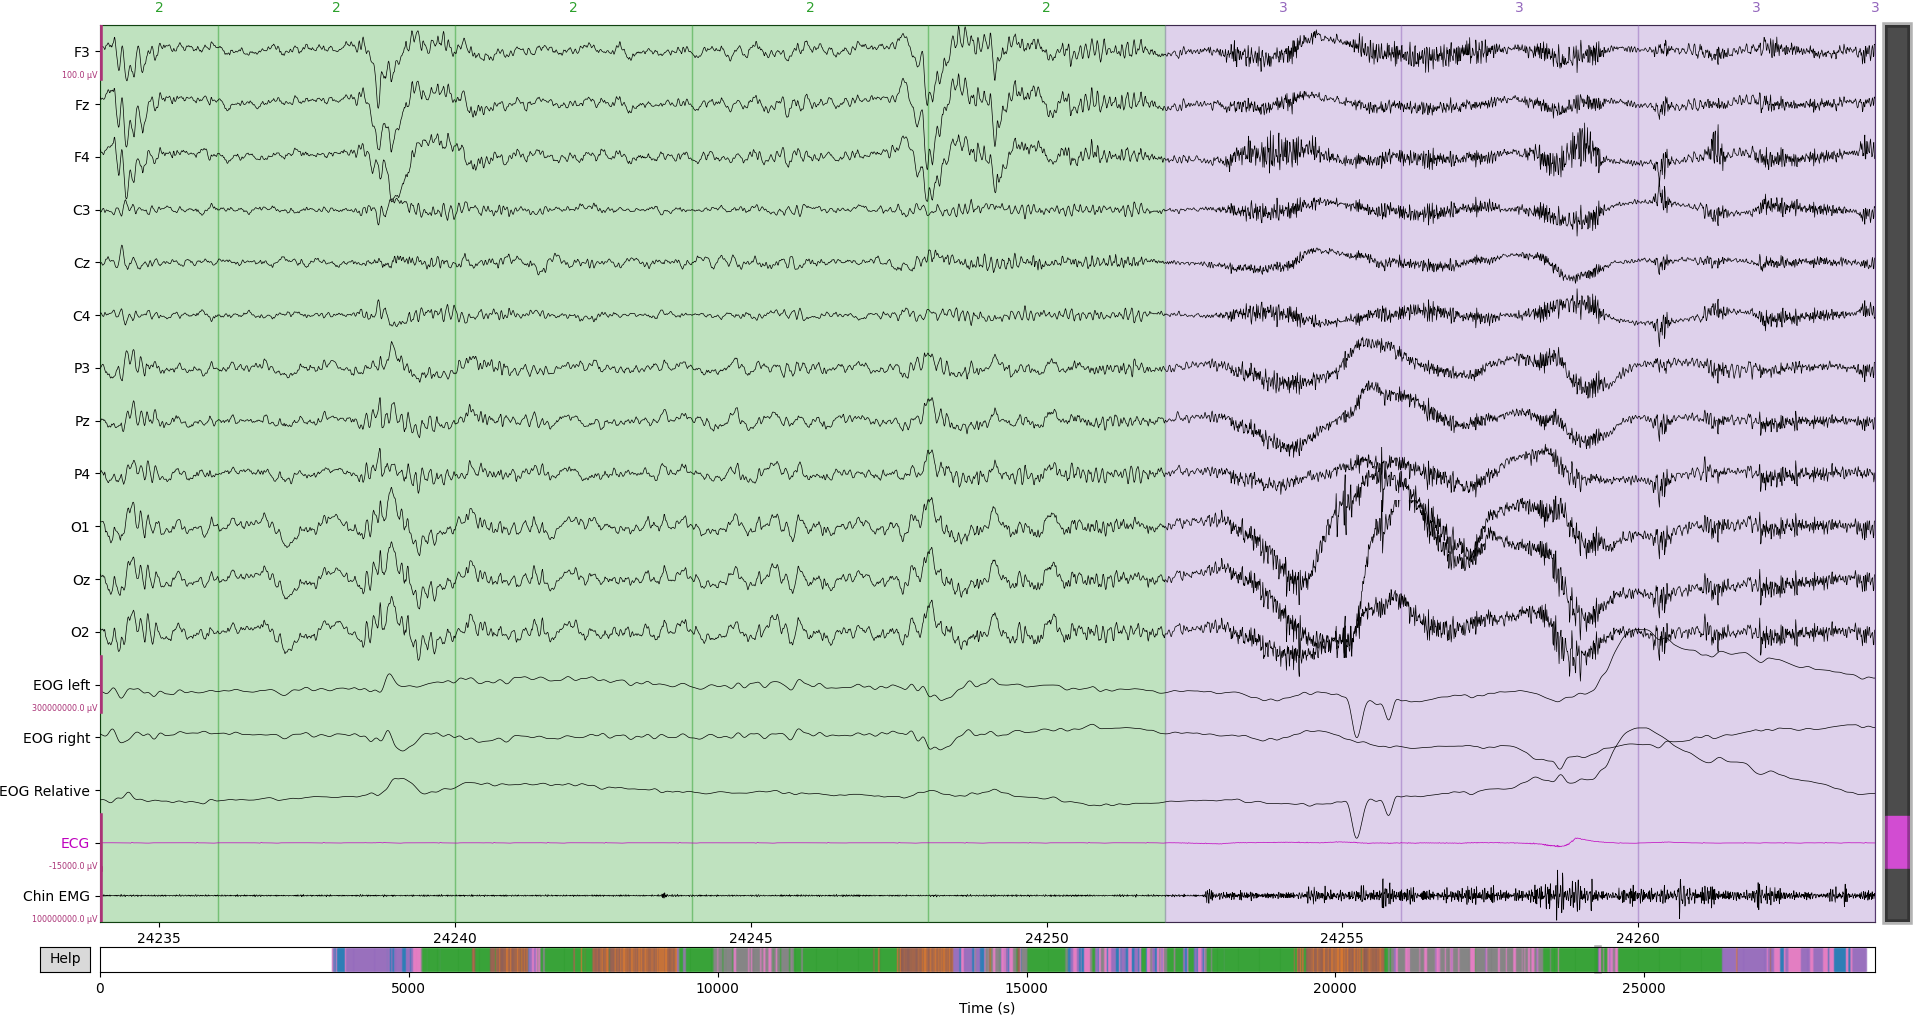 2 2 2 2 2 3 3 3 3
F3
100.0 µV
Fz
F4
C3
Cz
C4
P3
Pz
P4
O1
Oz
O2
EOG left
300000000.0 µV
EOG right
EOG Relative
ECG
-15000.0 µV
Chin EMG
100000000.0 µV
24235 24240 24245 24250 24255 24260
Help
0 5000 10000 15000 20000 25000
Time (s)